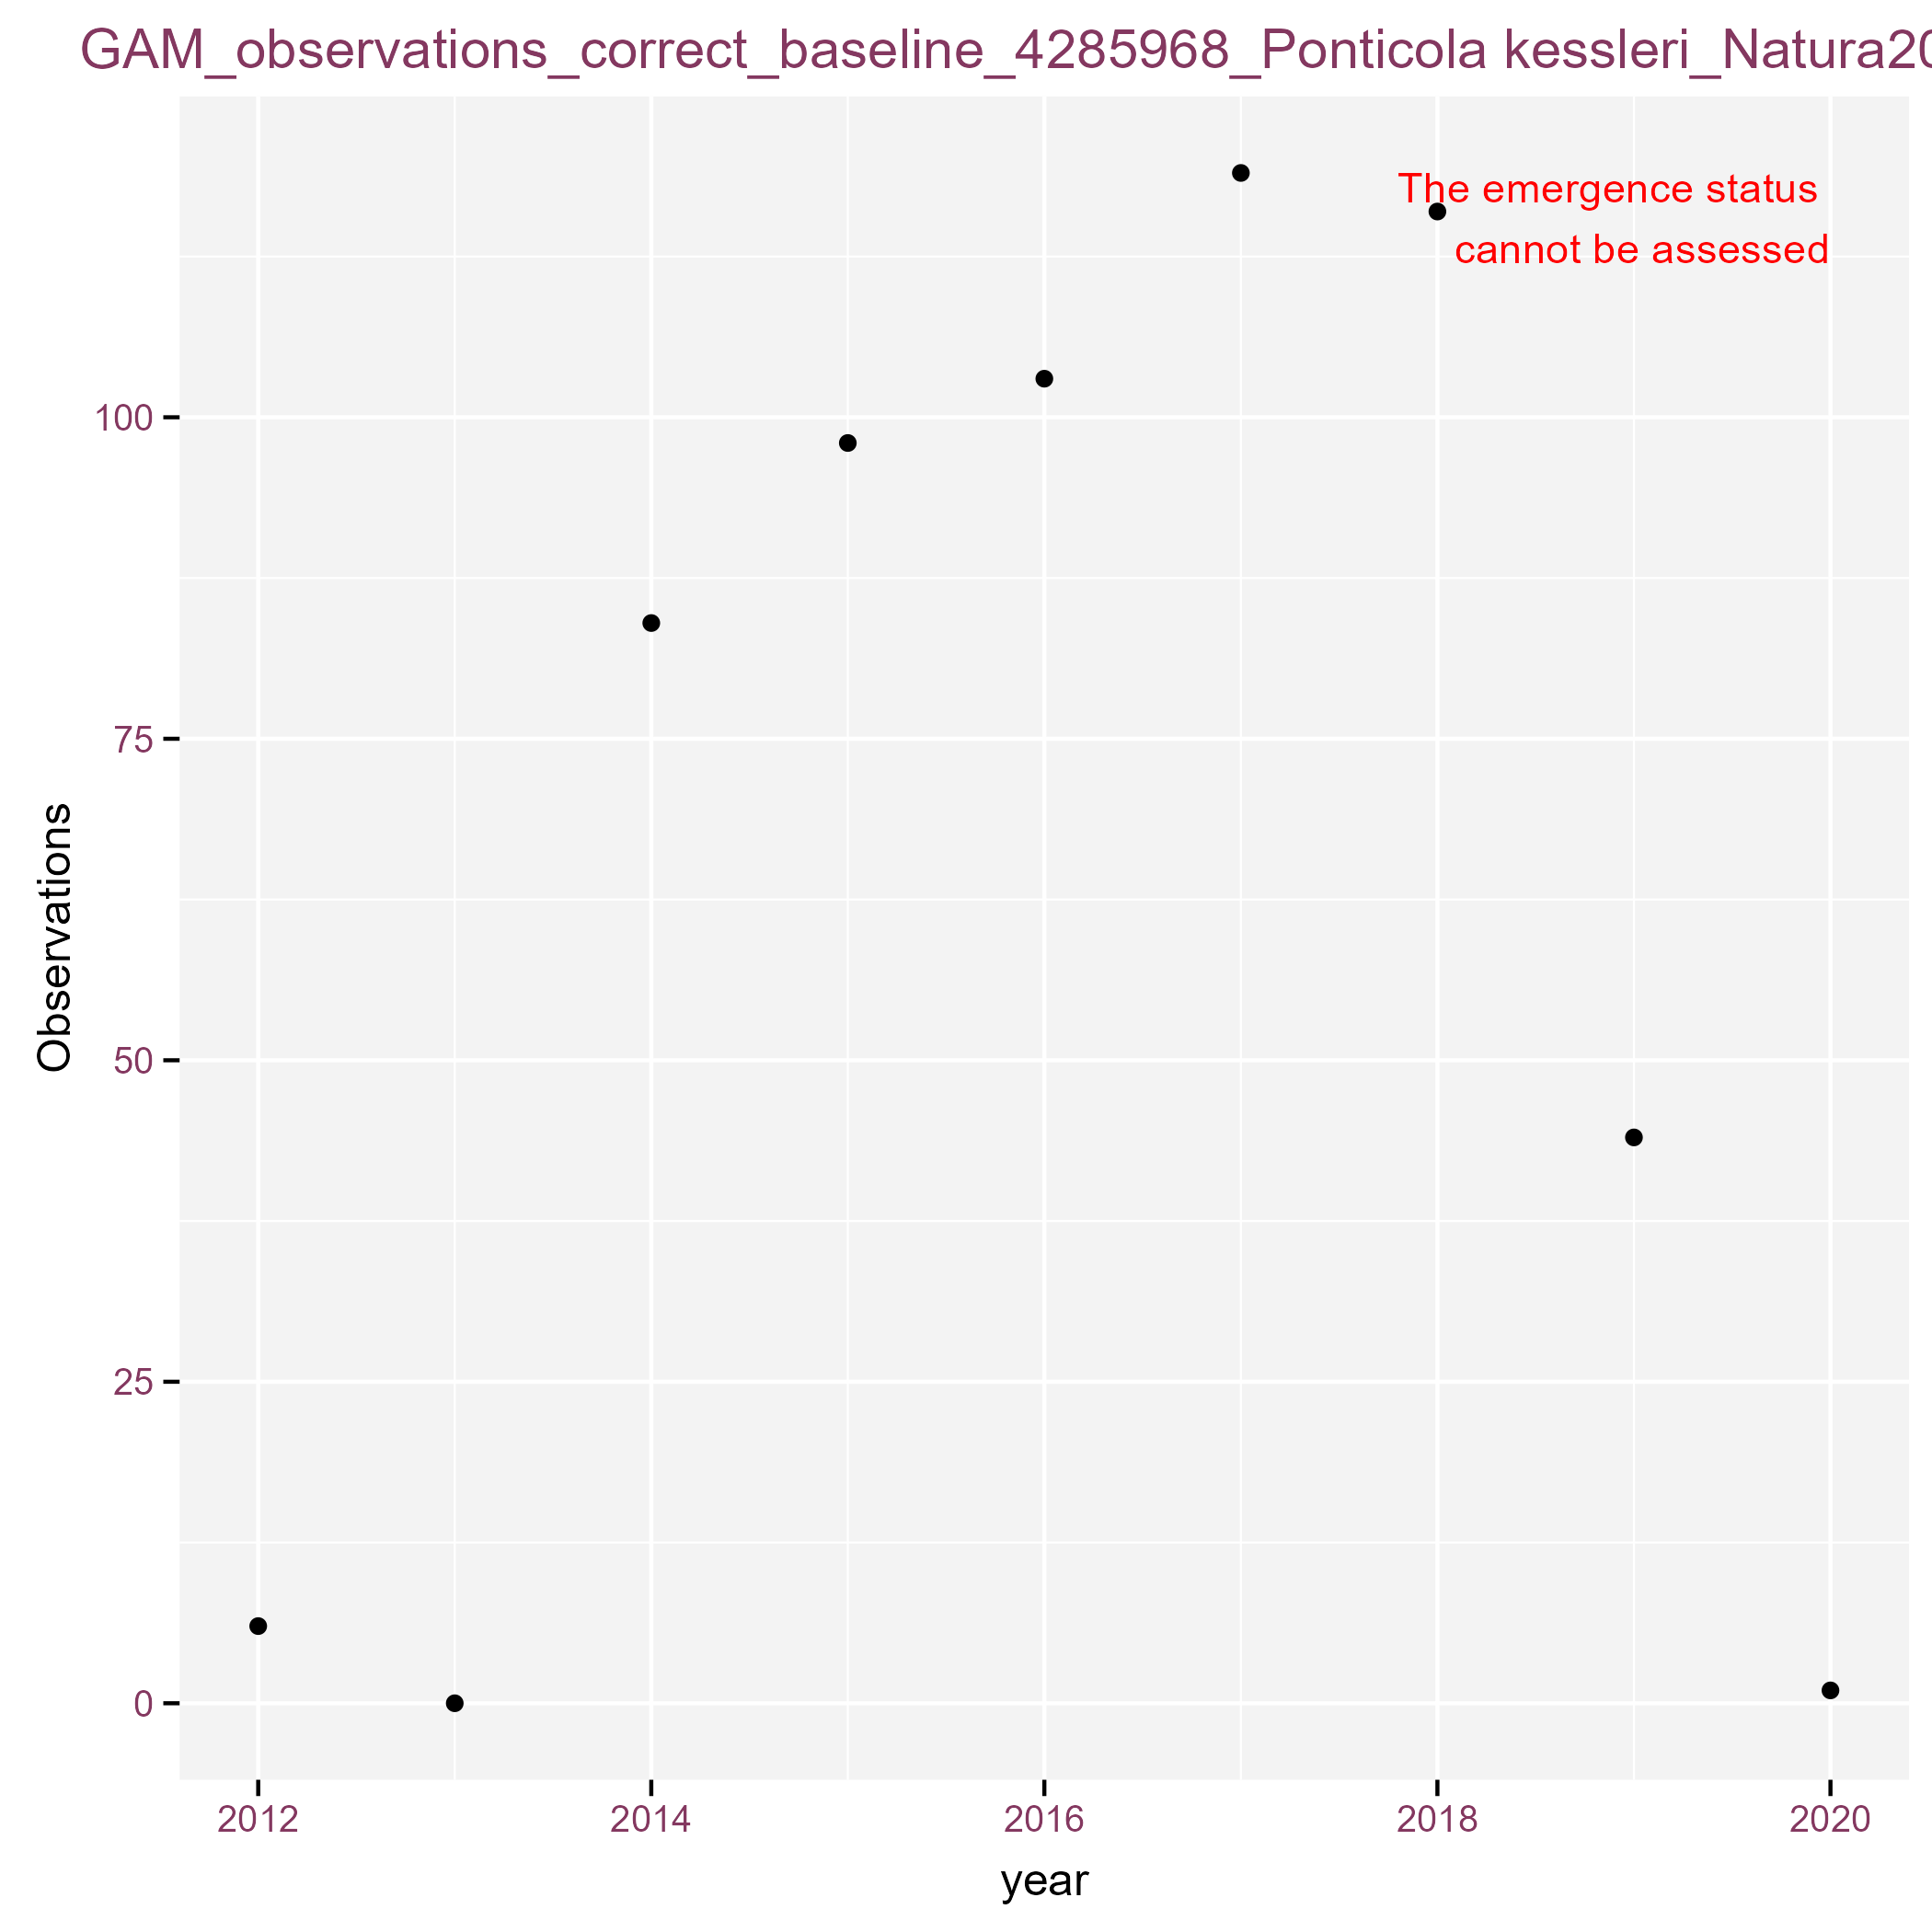 GAM_observations_correct_baseline_4285968_Ponticola kessleri_Natura20
The emergence status
cannot be assessed
100
75
50
25
0
Observations
2012 2014 2016 2018 2020
year